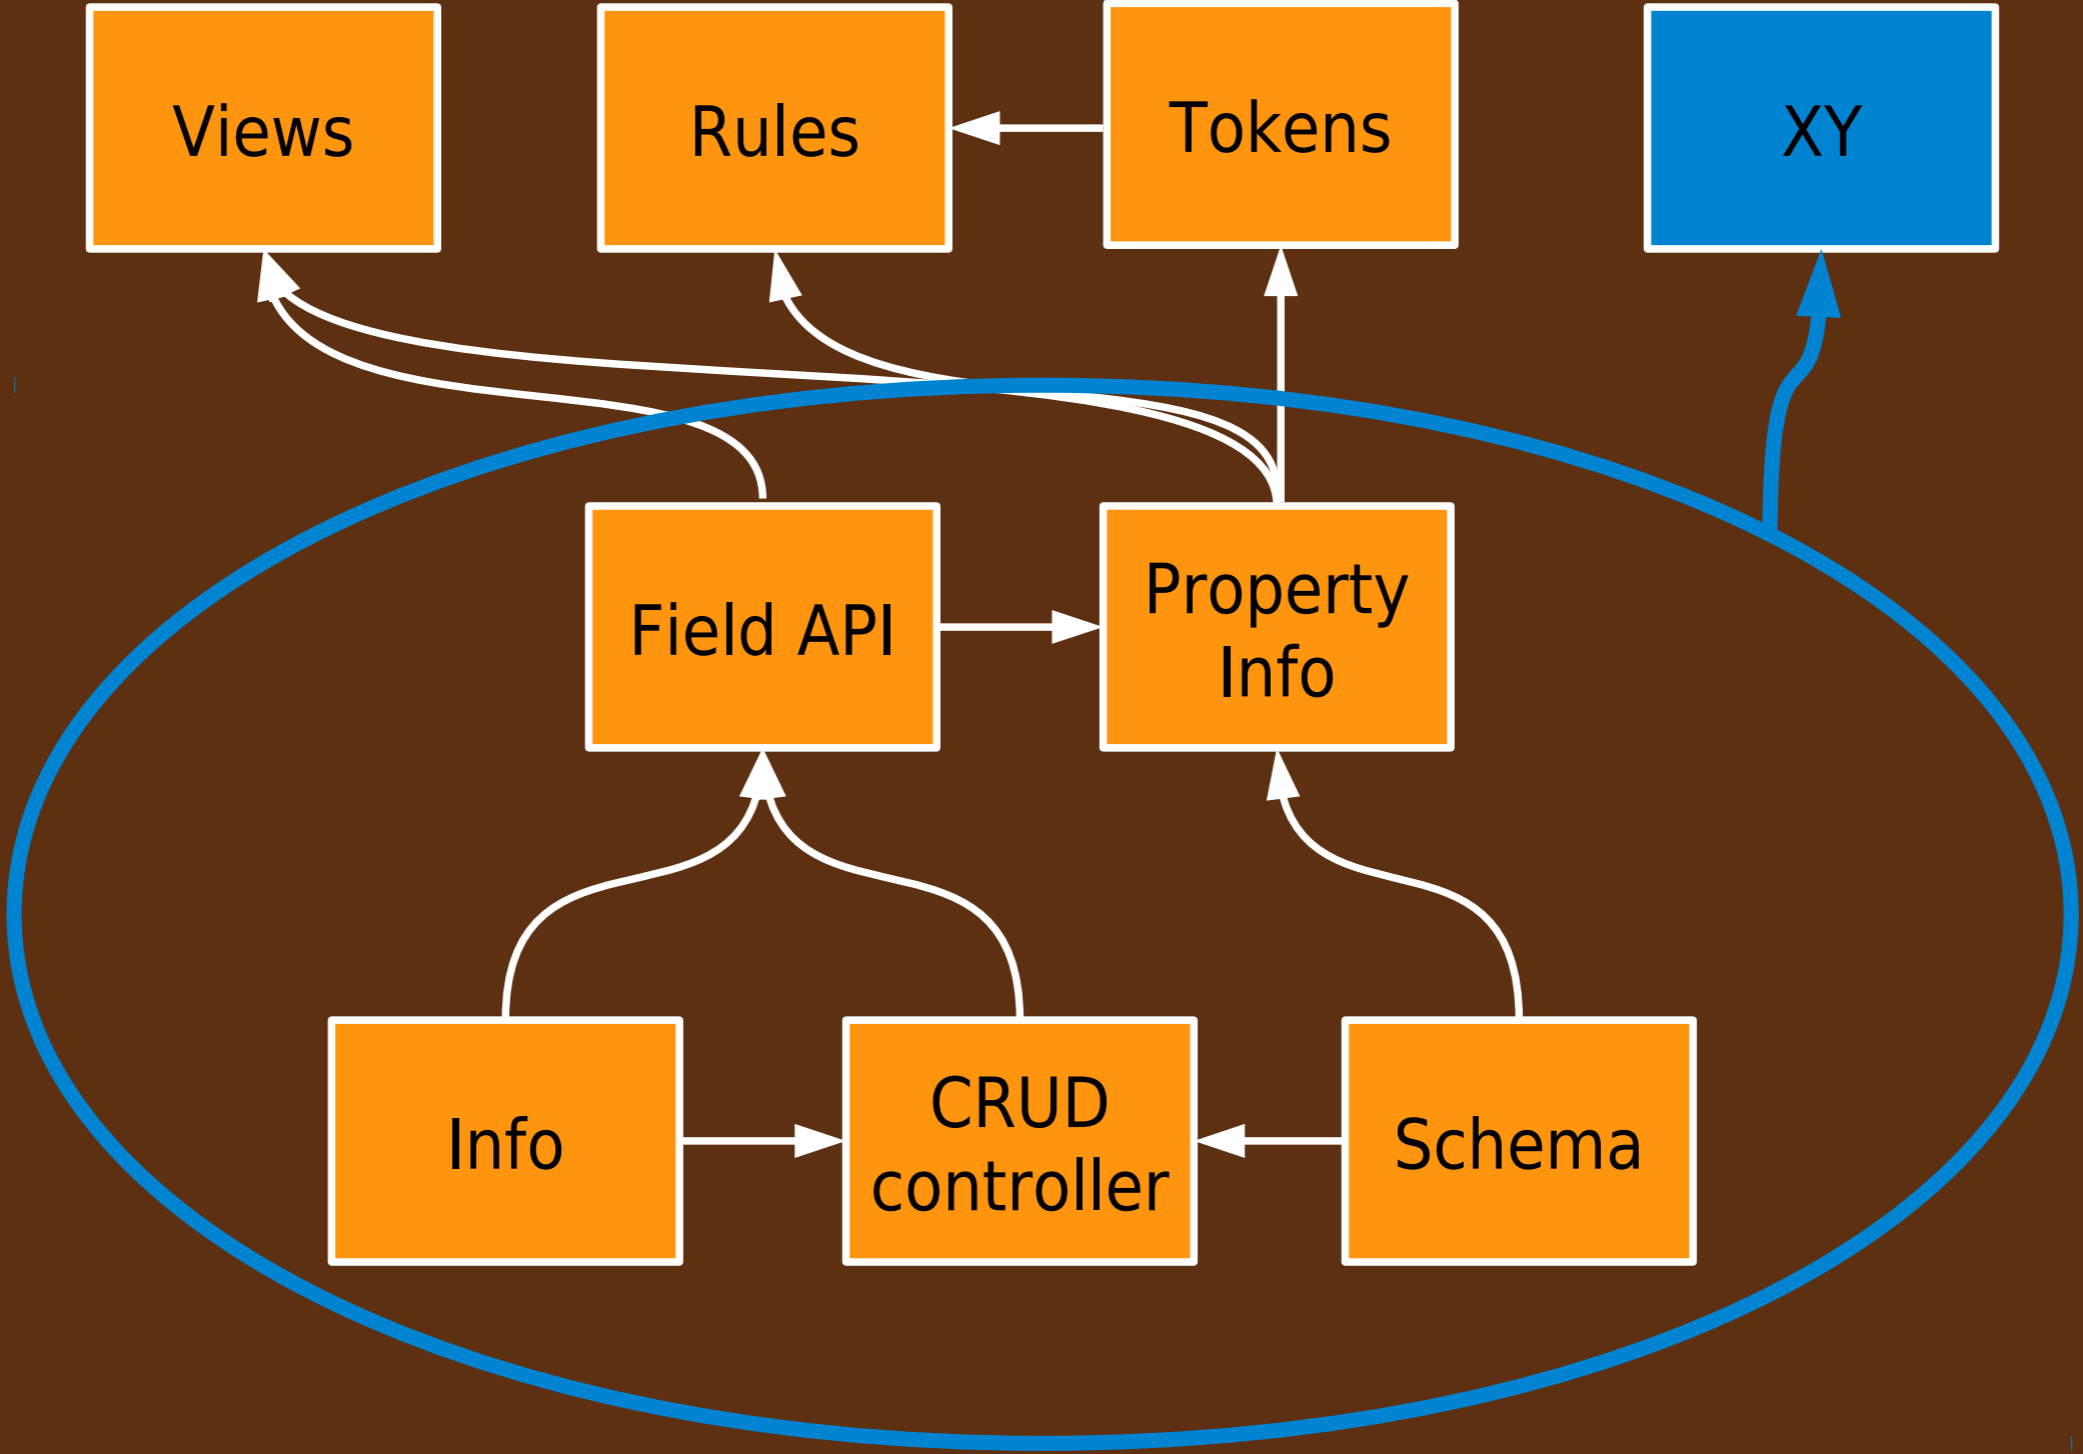 Views
Rules
Tokens
XY
Field API
Property
Info
Info
CRUD
controller
Schema